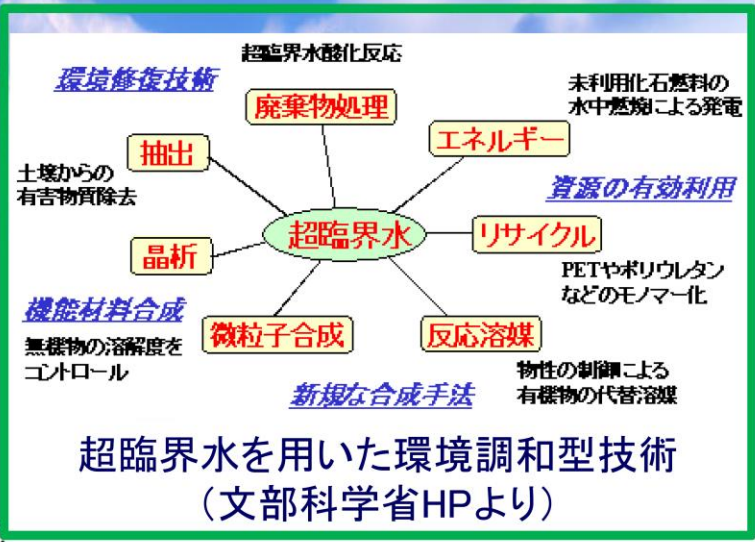 超臨界水酸化反応
環境修復技術
廃棄物処理
未利用化石燃料の
水中燃焼による発電
エネルギー
抽出
土壌からの
有害物質除去
資源の有効利用
超臨界水
リサイクル
晶析
PETやポリウレタン
などのモノマー化
機能材料合成
微粒子合成
反応溶媒
無機物の溶解度を
コントロール
物性の制御による
有機物の代替溶媒
新規な合成手法
超臨界水を用いた環境調和型技術
(文部科学省HPより)